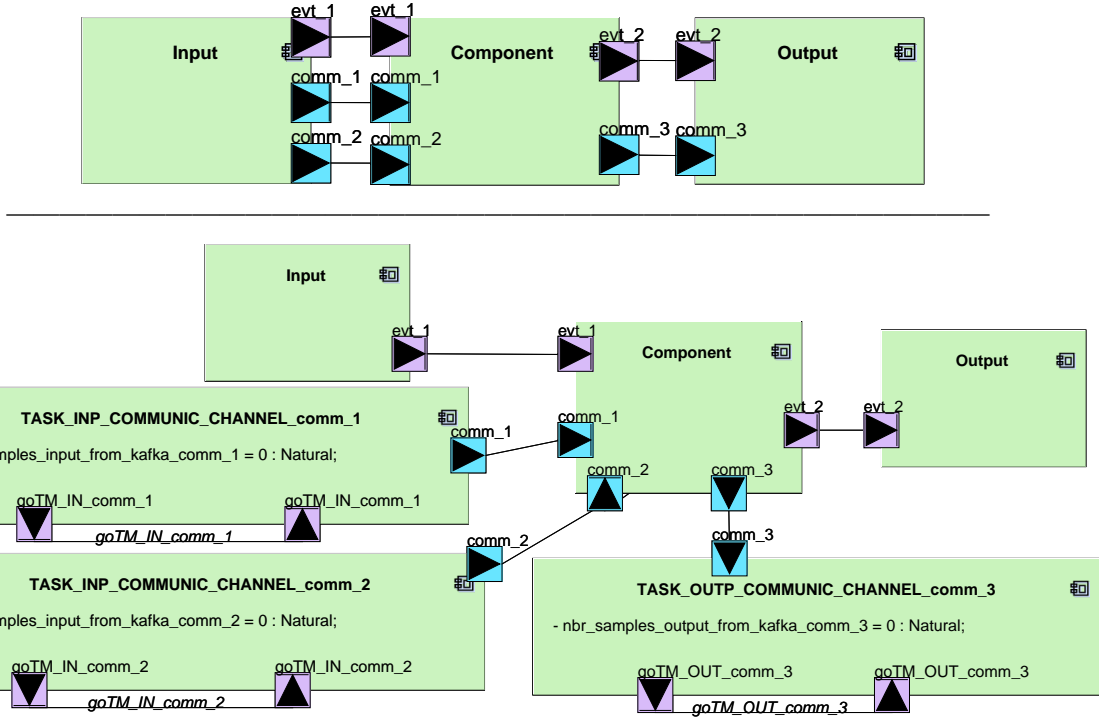 evt_1 evt_1
Input Component evt_2 evt_2 Output
comm_1 comm_1
comm_2 comm_2 comm_3 comm_3
Input
evt_1 evt_1
Component
Output
TASK_INP_COMMUNIC_CHANNEL_comm_1
evt_2 evt_2
comm_1 comm_1
mples_input_from_kafka_comm_1 = 0 : Natural;
comm_2 comm_3
goTM_IN_comm_1 goTM_IN_comm_1
goTM_IN_comm_1
comm_2 comm_3
TASK_INP_COMMUNIC_CHANNEL_comm_2
TASK_OUTP_COMMUNIC_CHANNEL_comm_3
mples_input_from_kafka_comm_2 = 0 : Natural;
- nbr_samples_output_from_kafka_comm_3 = 0 : Natural;
goTM_IN_comm_2 goTM_IN_comm_2
goTM_OUT_comm_3 goTM_OUT_comm_3
goTM_IN_comm_2
goTM_OUT_comm_3